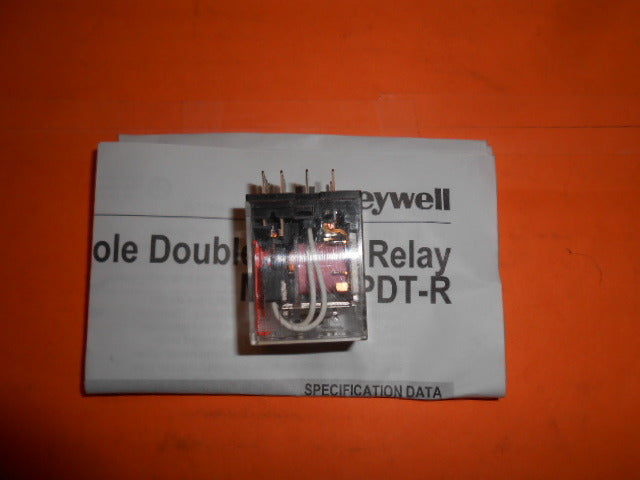 eywell
ole Double Relay
PDT-R
SPECIFICATION DATA